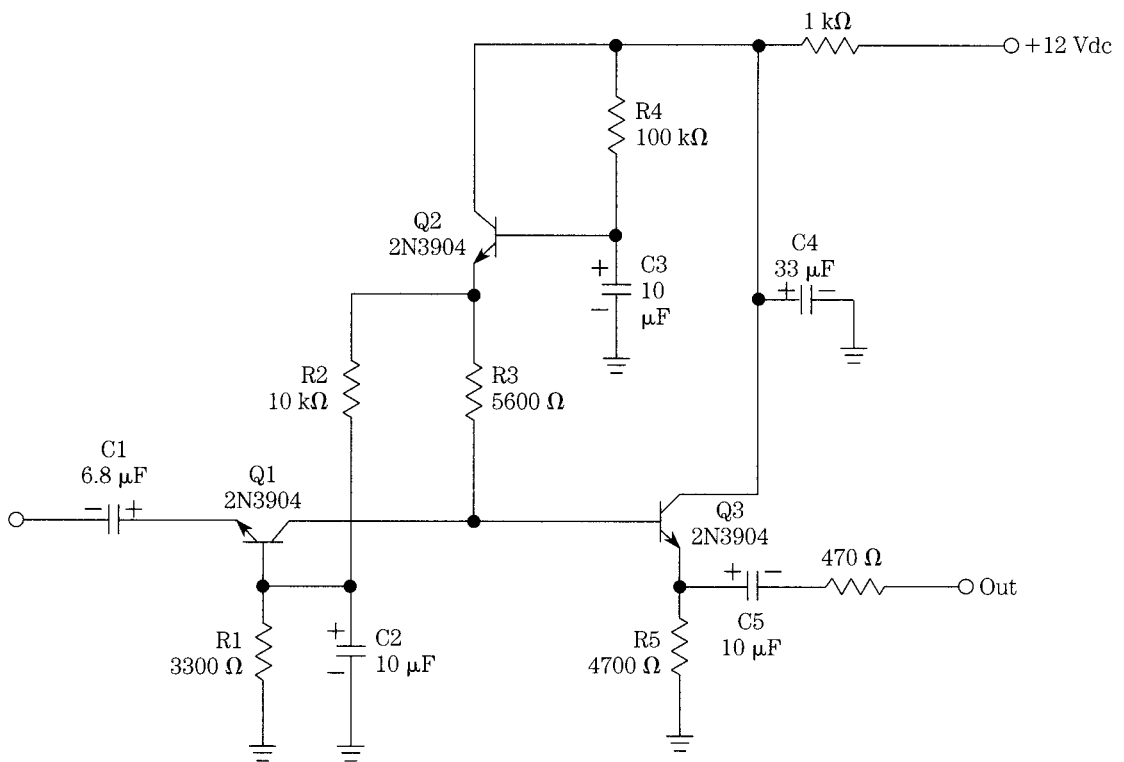 1 kΩ
+12 Vdc
R4
100 kΩ
Q2
2N3904
C3
10
μF
+
−
C4
33 μF
+ −
R2
10 kΩ
R3
5600 Ω
C1
6.8 μF
− +
Q1
2N3904
Q3
2N3904
470 Ω
+ −
Out
C5
10 μF
R1
3300 Ω
+
−
C2
10 μF
R5
4700 Ω